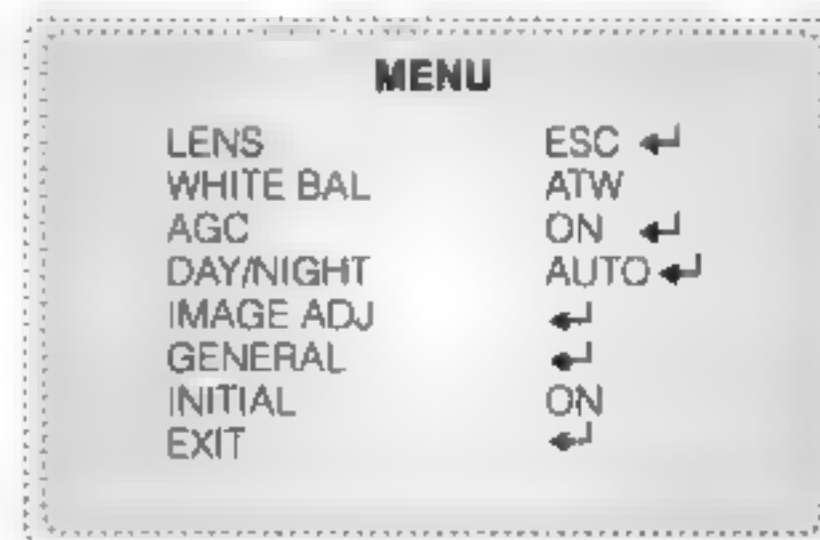 MENU
LENS ESC ↵
WHITE BAL ATW
AGC ON ↵
DAY/NIGHT AUTO ↵
IMAGE ADJ ↵
GENERAL ↵
INITIAL ON
EXIT ↵